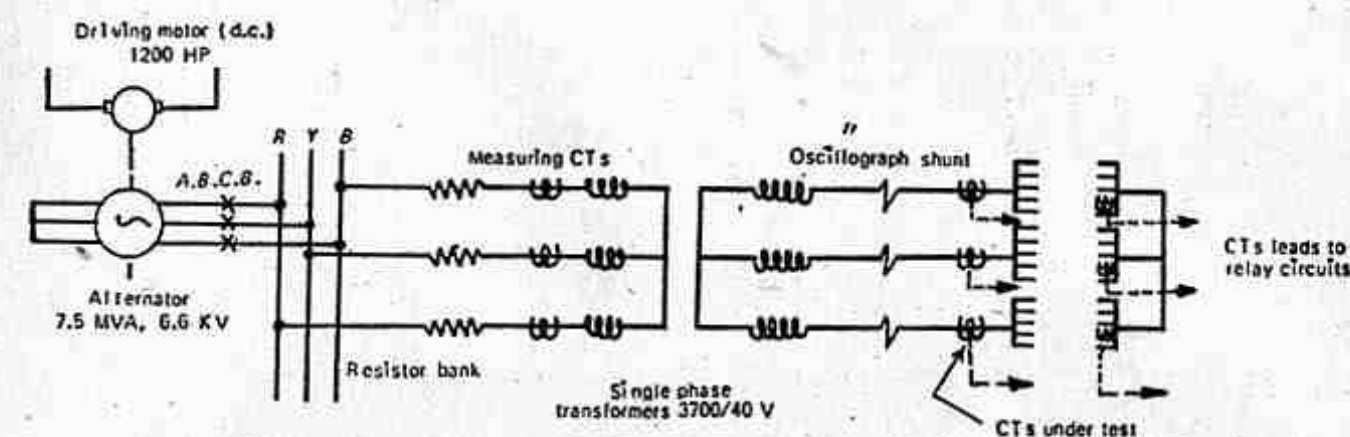 Driving motor (d.c.)
1200 HP
R Y B
A.B.C.B.
Measuring CTs
Oscillograph shunt
CTs leads to
relay circuits
Alternator
7.5 MVA, 6.6 KV
Resistor bank
Single phase
transformers 3700/40 V
CTs under test